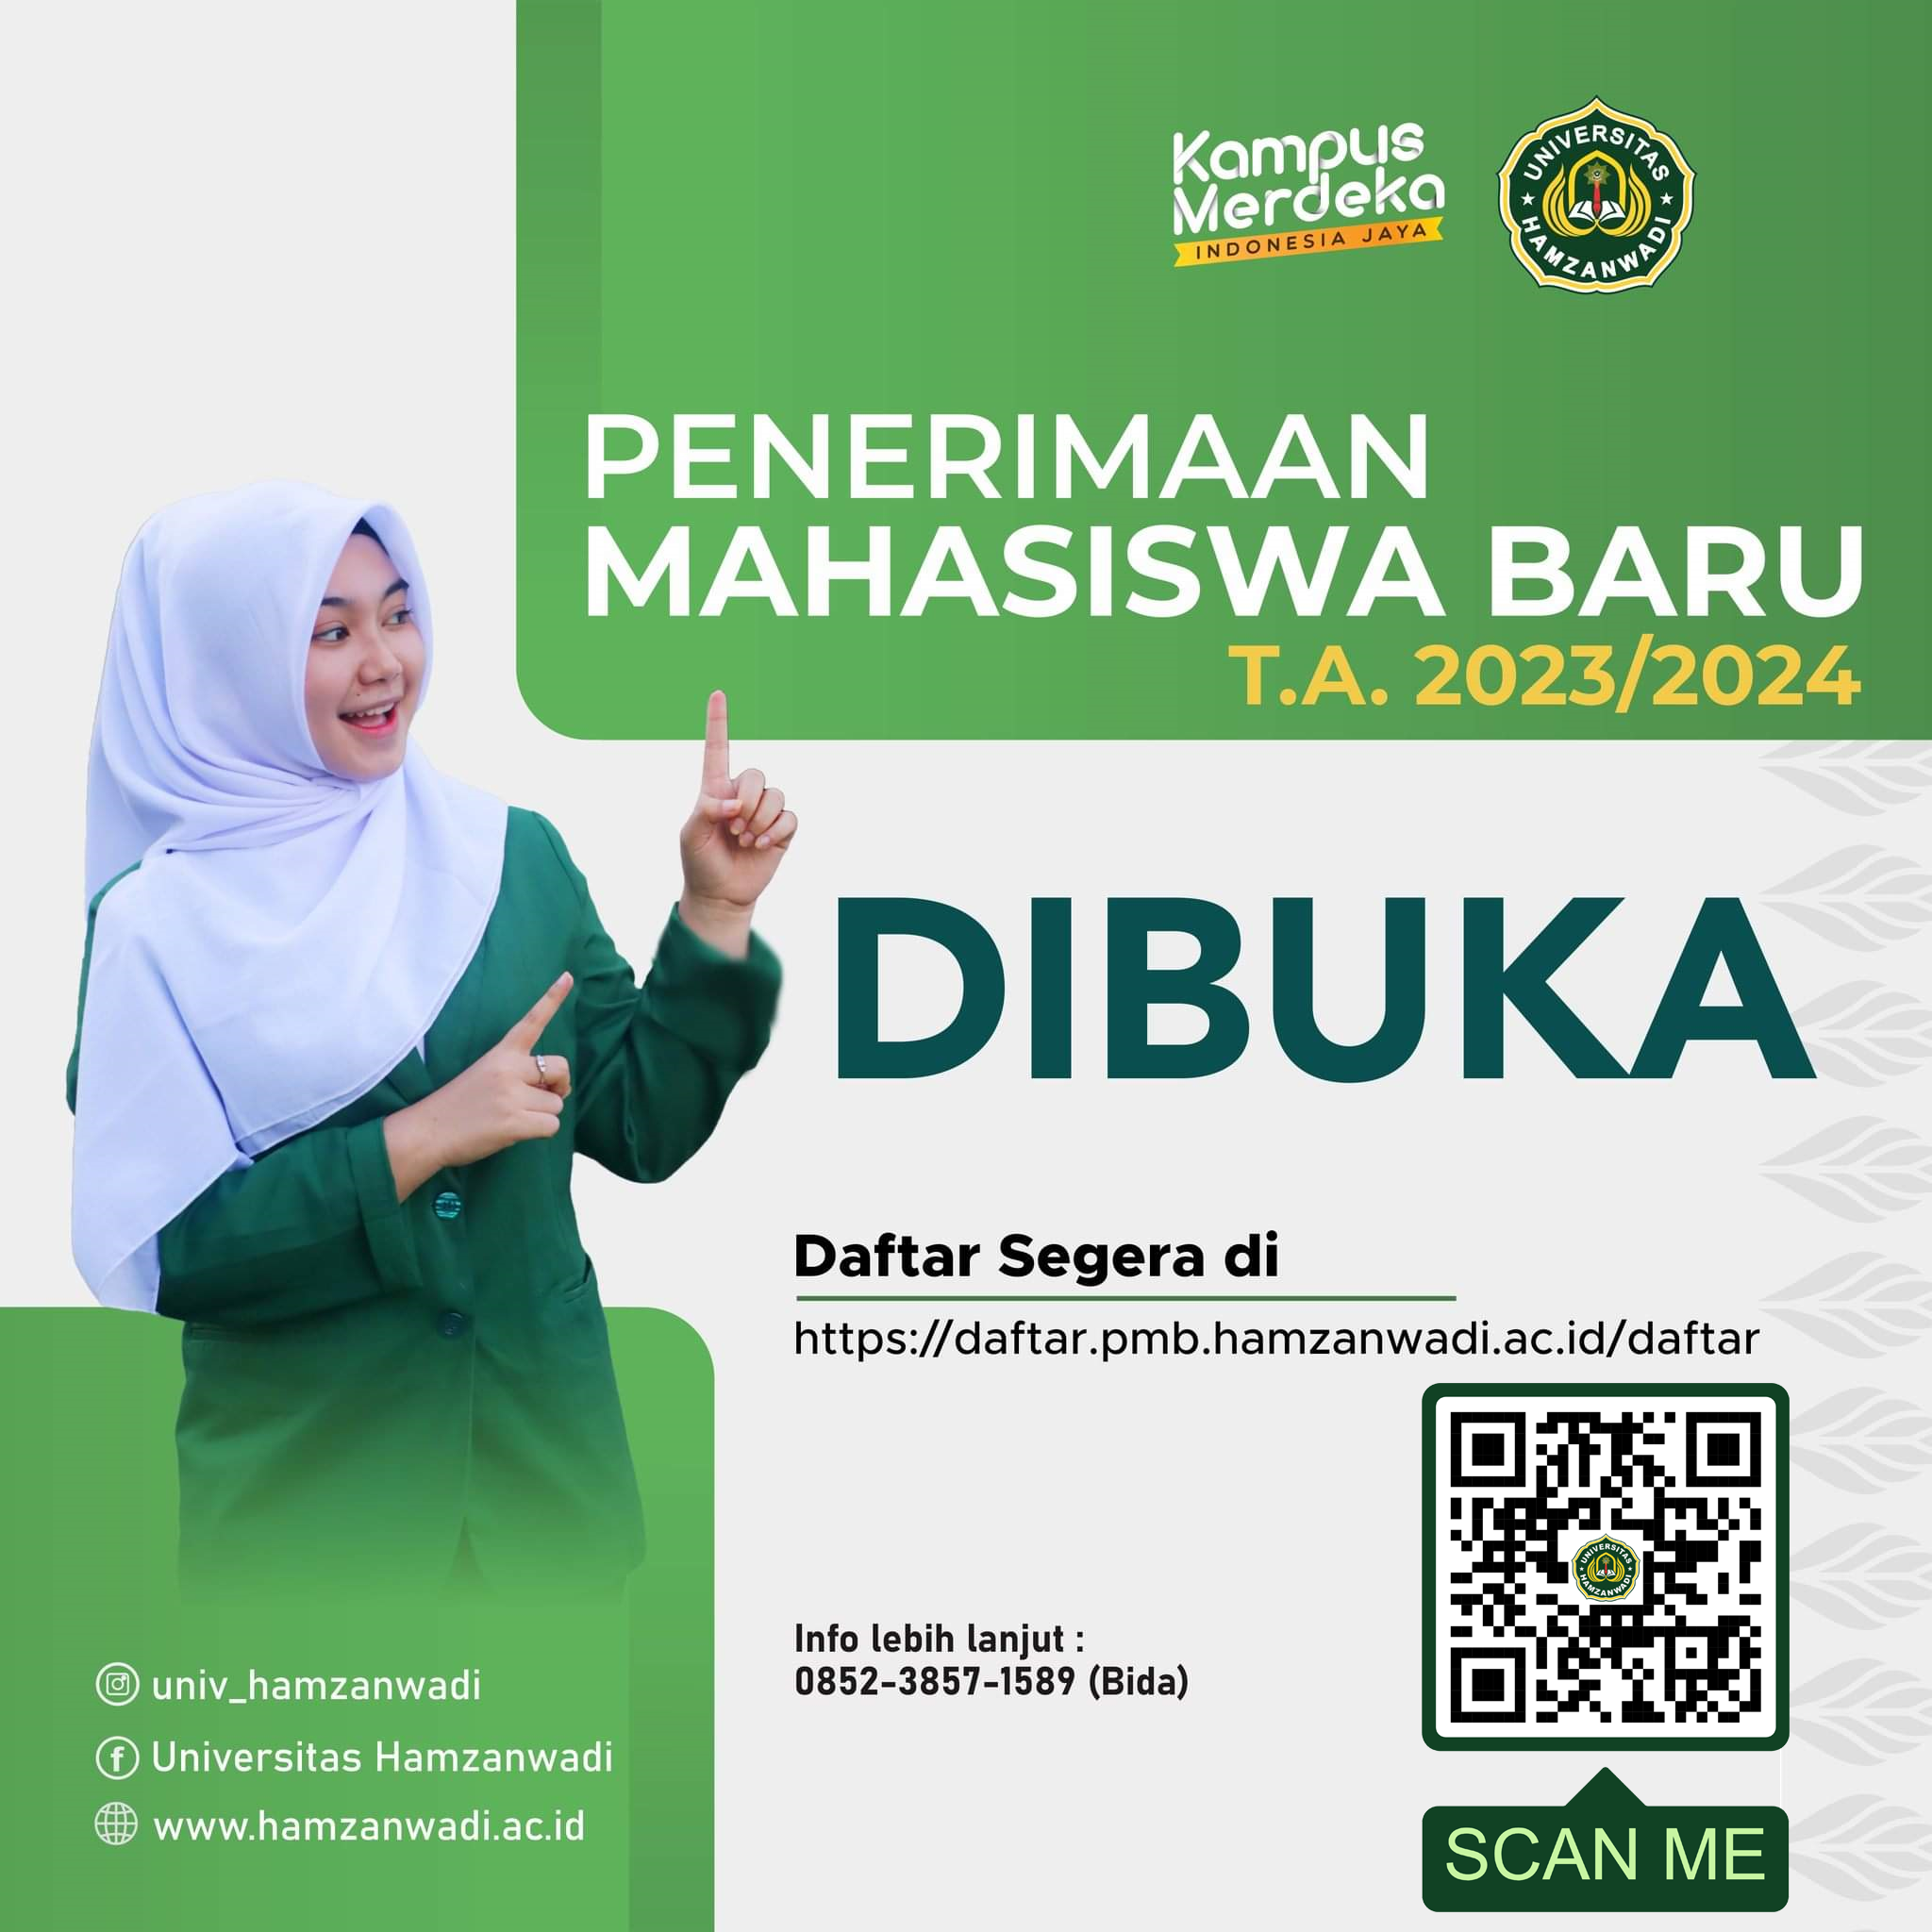 Kampus
Merdeka
INDONESIA JAYA
UNIVERSITAS
HAMZANWADI
PENERIMAAN
MAHASISWA BARU
T.A. 2023/2024
DIBUKA
Daftar Segera di
https://daftar.pmb.hamzanwadi.ac.id/daftar
UNIVERSITAS
HAMZANWADI
Info lebih lanjut :
0852-3857-1589 (Bida)
univ_hamzanwadi
Universitas Hamzanwadi
www.hamzanwadi.ac.id
SCAN ME